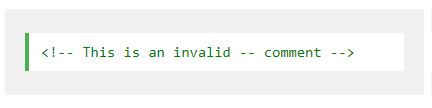 <!-- This is an invalid -- comment -->